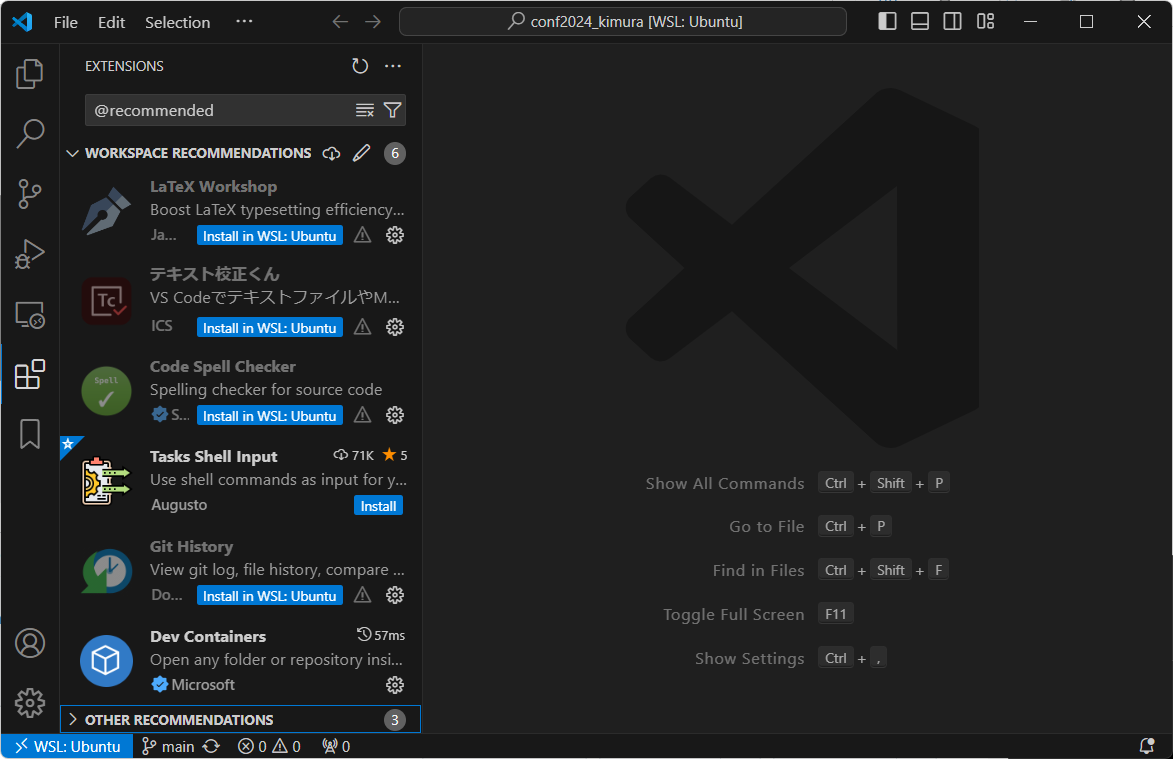 File Edit Selection ··· conf2024_kimura [WSL: Ubuntu]
EXTENSIONS
@recommended
WORKSPACE RECOMMENDATIONS 6
LaTeX Workshop
Boost LaTeX typesetting efficiency...
Ja... Install in WSL: Ubuntu
Tc
テキスト校正くん
VS CodeでテキストファイルやM...
ICS Install in WSL: Ubuntu
Spell
Code Spell Checker
Spelling checker for source code
S... Install in WSL: Ubuntu
Tasks Shell Input 71K 5
Use shell commands as input for y...
Augusto Install
Git History
View git log, file history, compare ...
Do... Install in WSL: Ubuntu
Dev Containers 57ms
Open any folder or repository insi...
Microsoft
OTHER RECOMMENDATIONS 3
Show All Commands Ctrl + Shift + P
Go to File Ctrl + P
Find in Files Ctrl + Shift + F
Toggle Full Screen F11
Show Settings Ctrl + ,
WSL: Ubuntu main 0 0 0